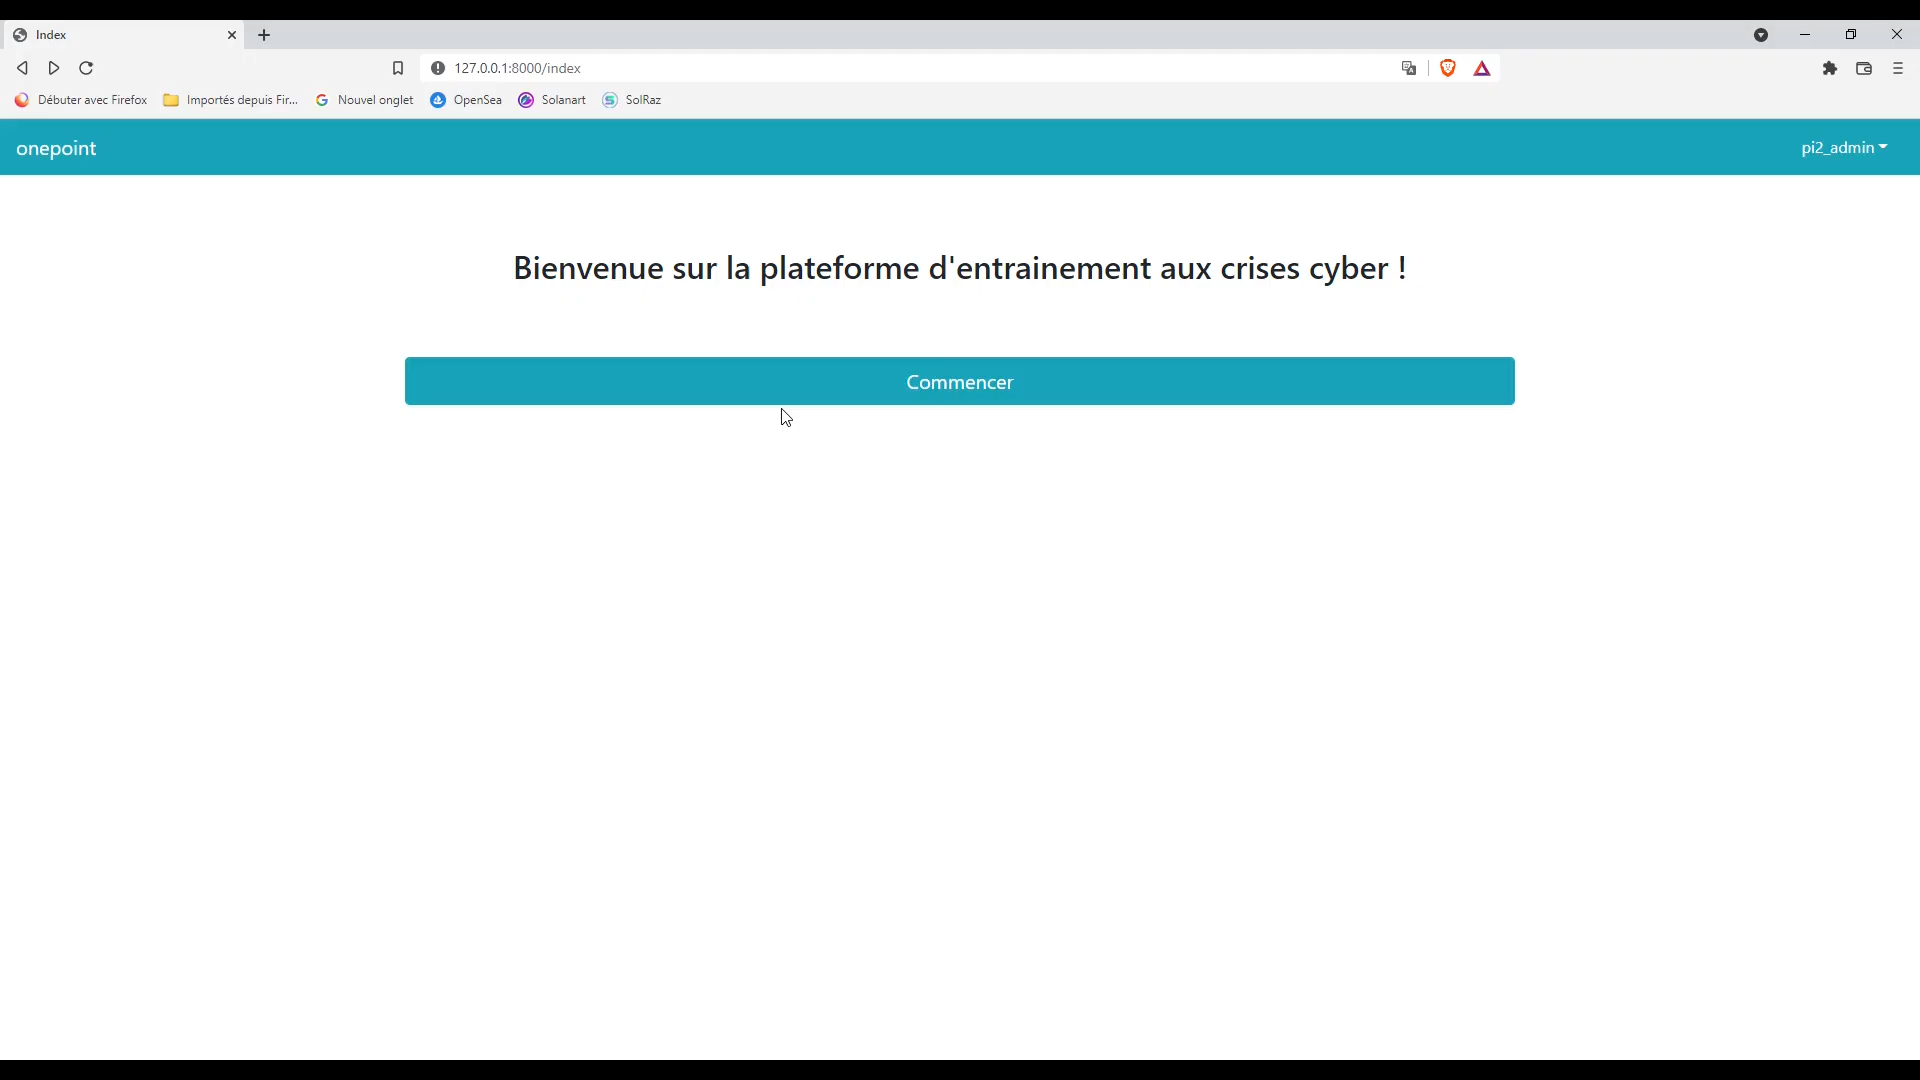 Index
127.0.0.1:8000/index
Débuter avec Firefox Importés depuis Fir... Nouvel onglet OpenSea Solanart SolRaz
onepoint pi2_admin
Bienvenue sur la plateforme d'entrainement aux crises cyber !
Commencer